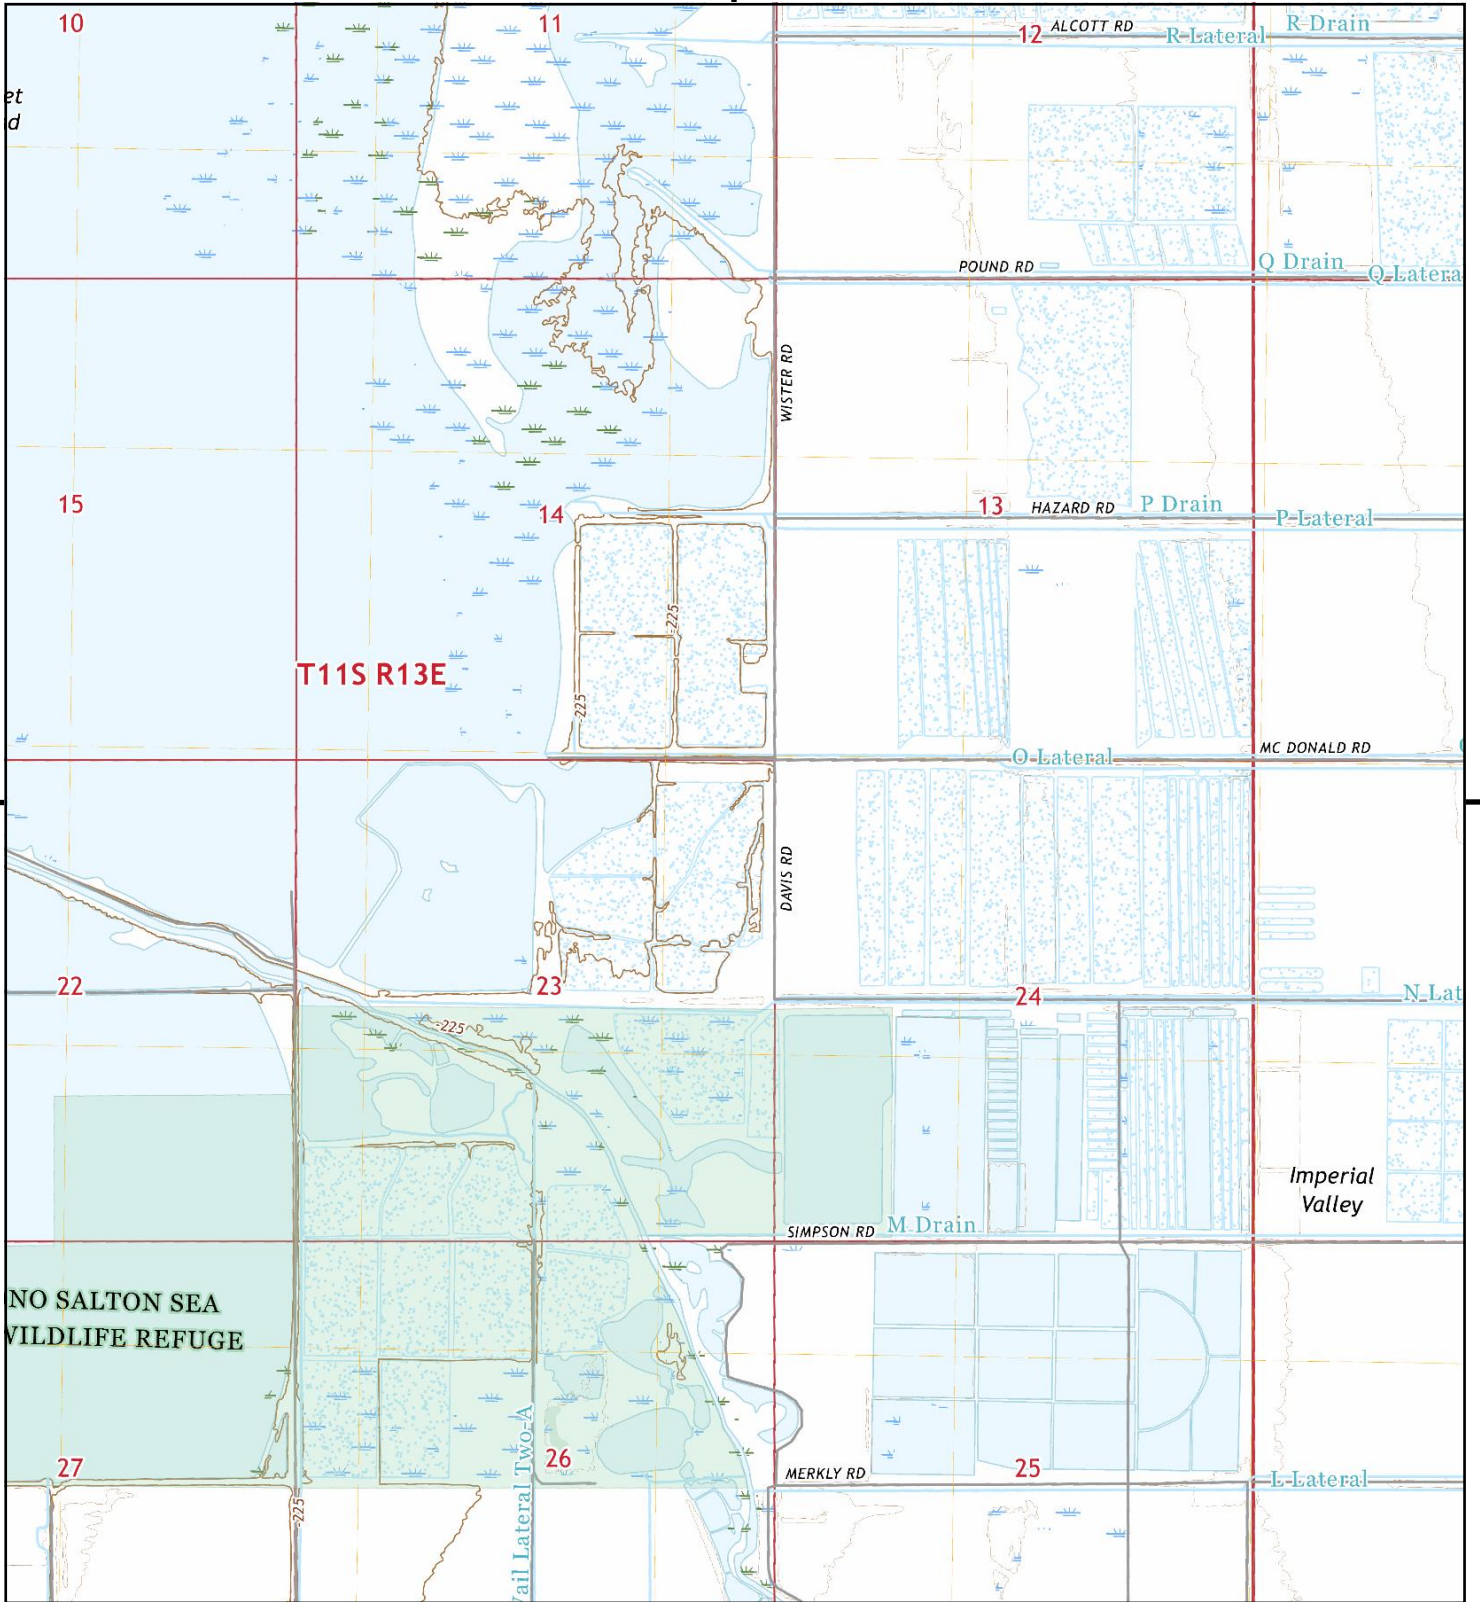 10
11
12
ALCOTT RD
R Lateral
R Drain
et
d
POUND RD
Q Drain
Q Latera
WISTER RD
15
14
13
HAZARD RD
P Drain
P Lateral
-225
-225
T11S R13E
O Lateral
MC DONALD RD
DAVIS RD
22
23
24
N Lat
-225
Imperial
Valley
SIMPSON RD
M Drain
NO SALTON SEA
WILDLIFE REFUGE
27
26
25
MERKLY RD
L Lateral
-225
Vail Lateral Two-A